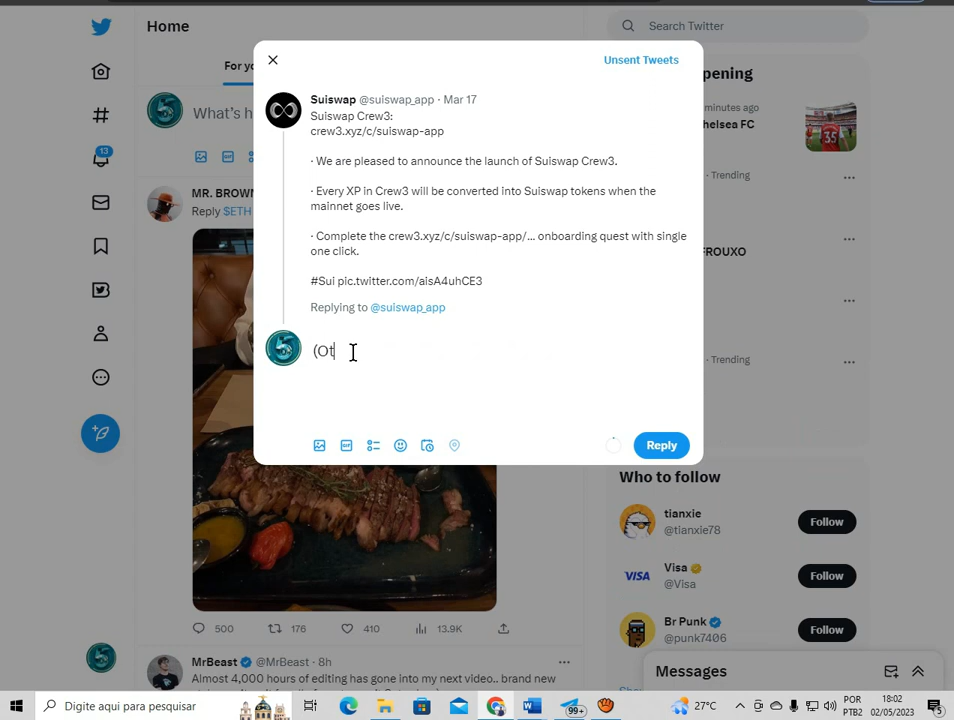 Home
Search Twitter
For yo
What's h
13
MR. BROWN
Reply $ETH
500
176
410
13.9K
MrBeast @MrBeast · 8h
Almost 4,000 hours of editing has gone into my next video.. brand new
Unsent Tweets
Suiswap @suiswap_app · Mar 17
Suiswap Crew3:
crew3.xyz/c/suiswap-app
· We are pleased to announce the launch of Suiswap Crew3.
· Every XP in Crew3 will be converted into Suiswap tokens when the
mainnet goes live.
· Complete the crew3.xyz/c/suiswap-app/... onboarding quest with single
one click.
#Sui pic.twitter.com/aisA4uhCE3
Replying to @suiswap_app
(Ot
Reply
pening
minutes ago
helsea FC
35
· Trending
FROUXO
Trending
Who to follow
tianxie
@tianxie78
Follow
VISA
Visa
@Visa
Follow
Br Punk
@punk7406
Follow
Messages
Digite aqui para pesquisar
99+
27°C
POR
PTB2
18:02
02/05/2023
5